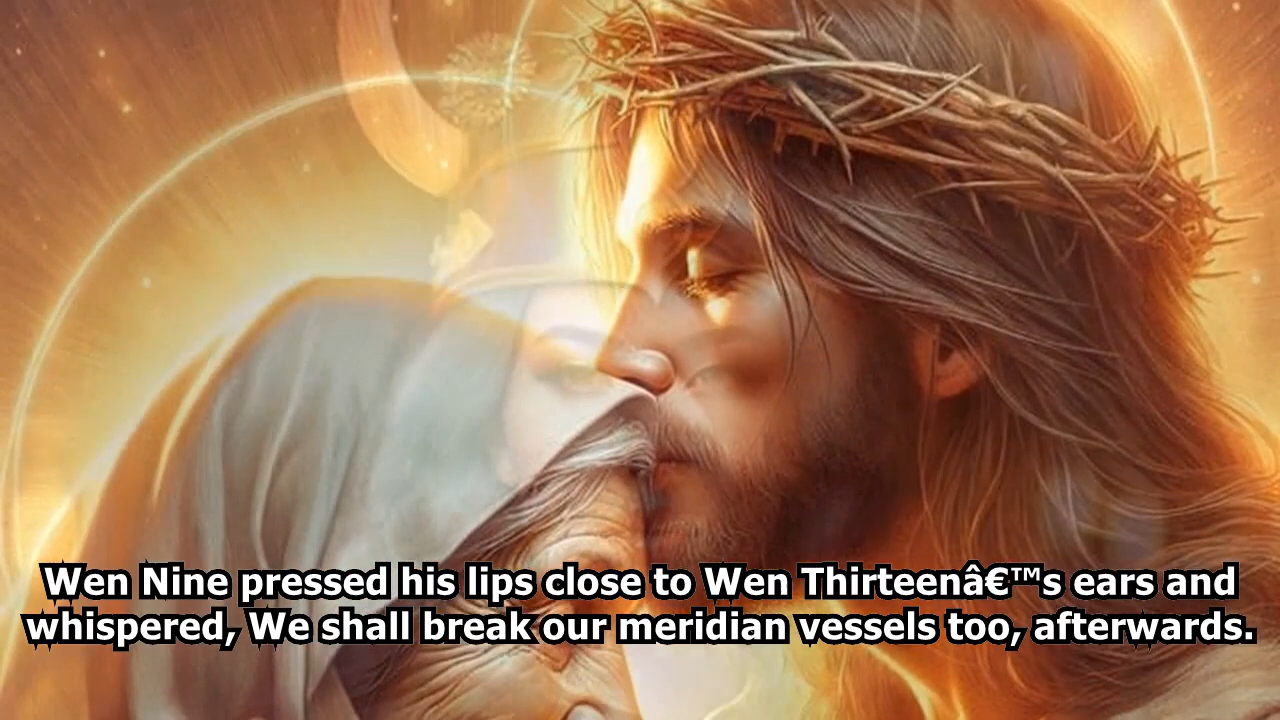 Wen Nine pressed his lips close to Wen Thirteenâ€™s ears and
whispered, We shall break our meridian vessels too, afterwards.